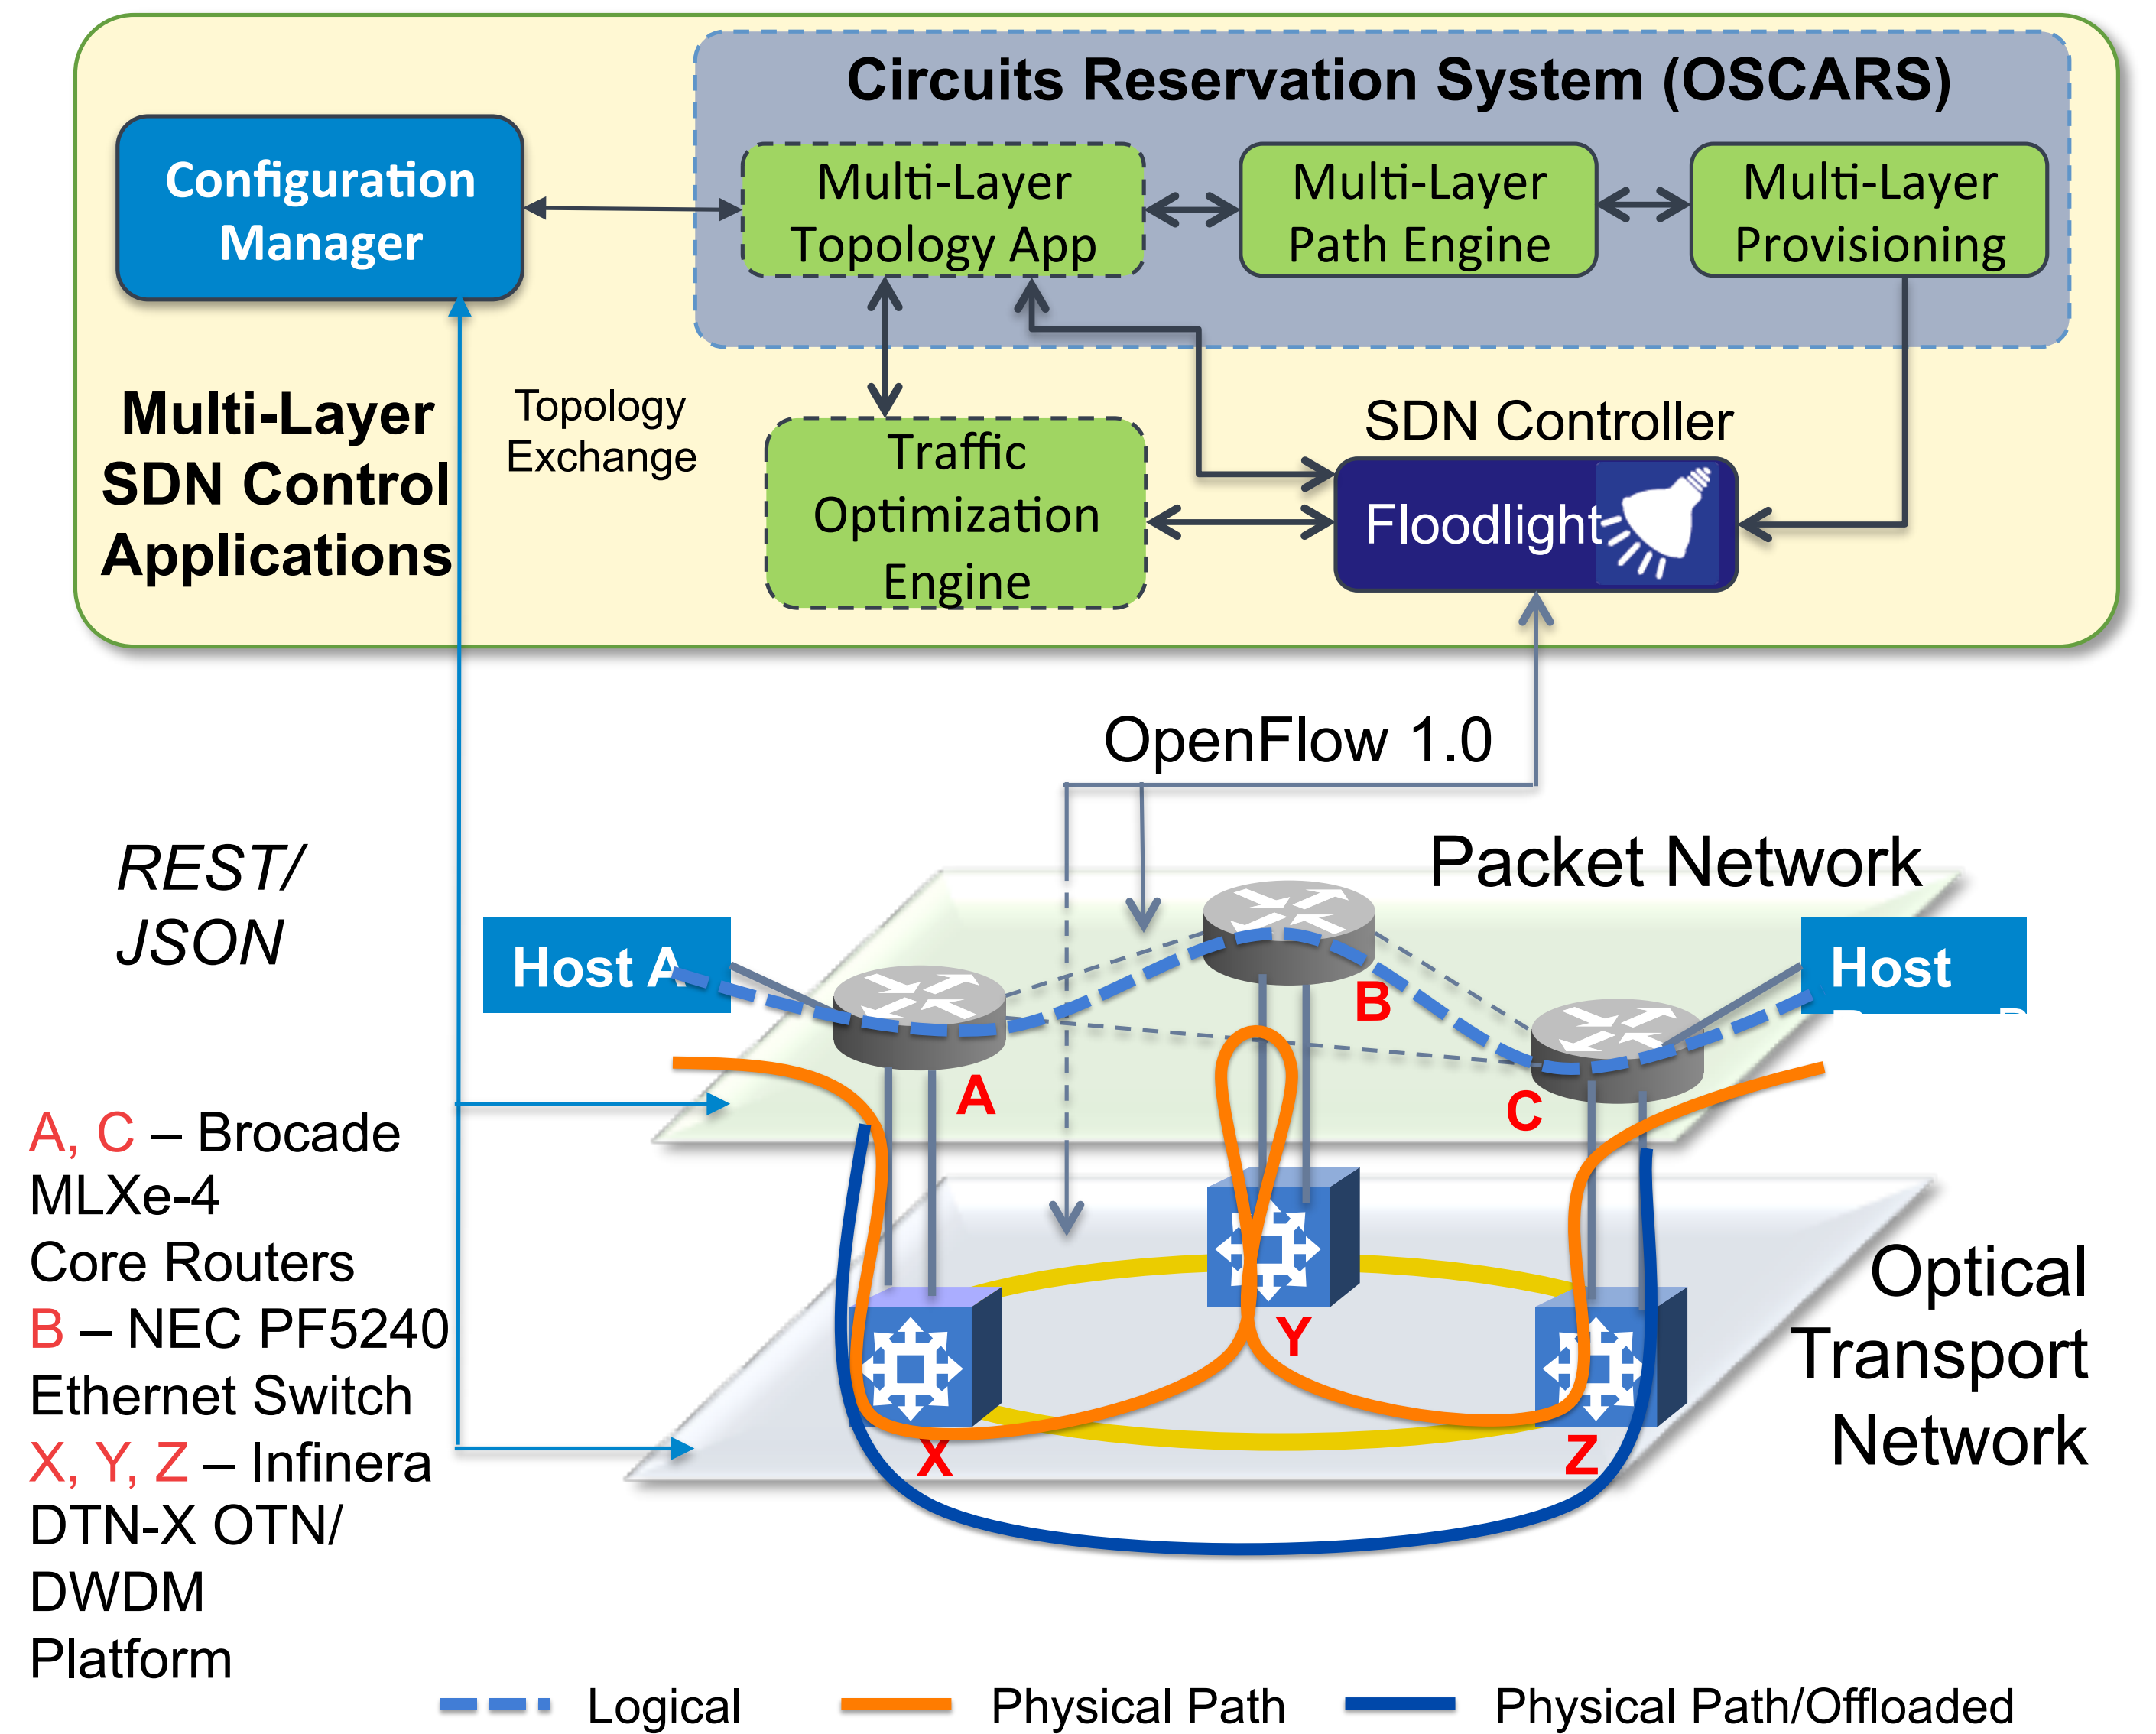 Circuits Reservation System (OSCARS)
Configuration
Manager
Multi-Layer
Topology App
Multi-Layer
Path Engine
Multi-Layer
Provisioning
Multi-Layer
SDN Control
Applications
Topology
Exchange
Traffic
Optimization
Engine
SDN Controller
Floodlight
OpenFlow 1.0
REST/
JSON
Packet Network
Host A
Host
B
A
C
A, C – Brocade
MLXe-4
Core Routers
B – NEC PF5240
Ethernet Switch
X, Y, Z – Infinera
DTN-X OTN/
DWDM
Platform
Y
X
Z
Optical
Transport
Network
Logical
Physical Path
Physical Path/Offloaded